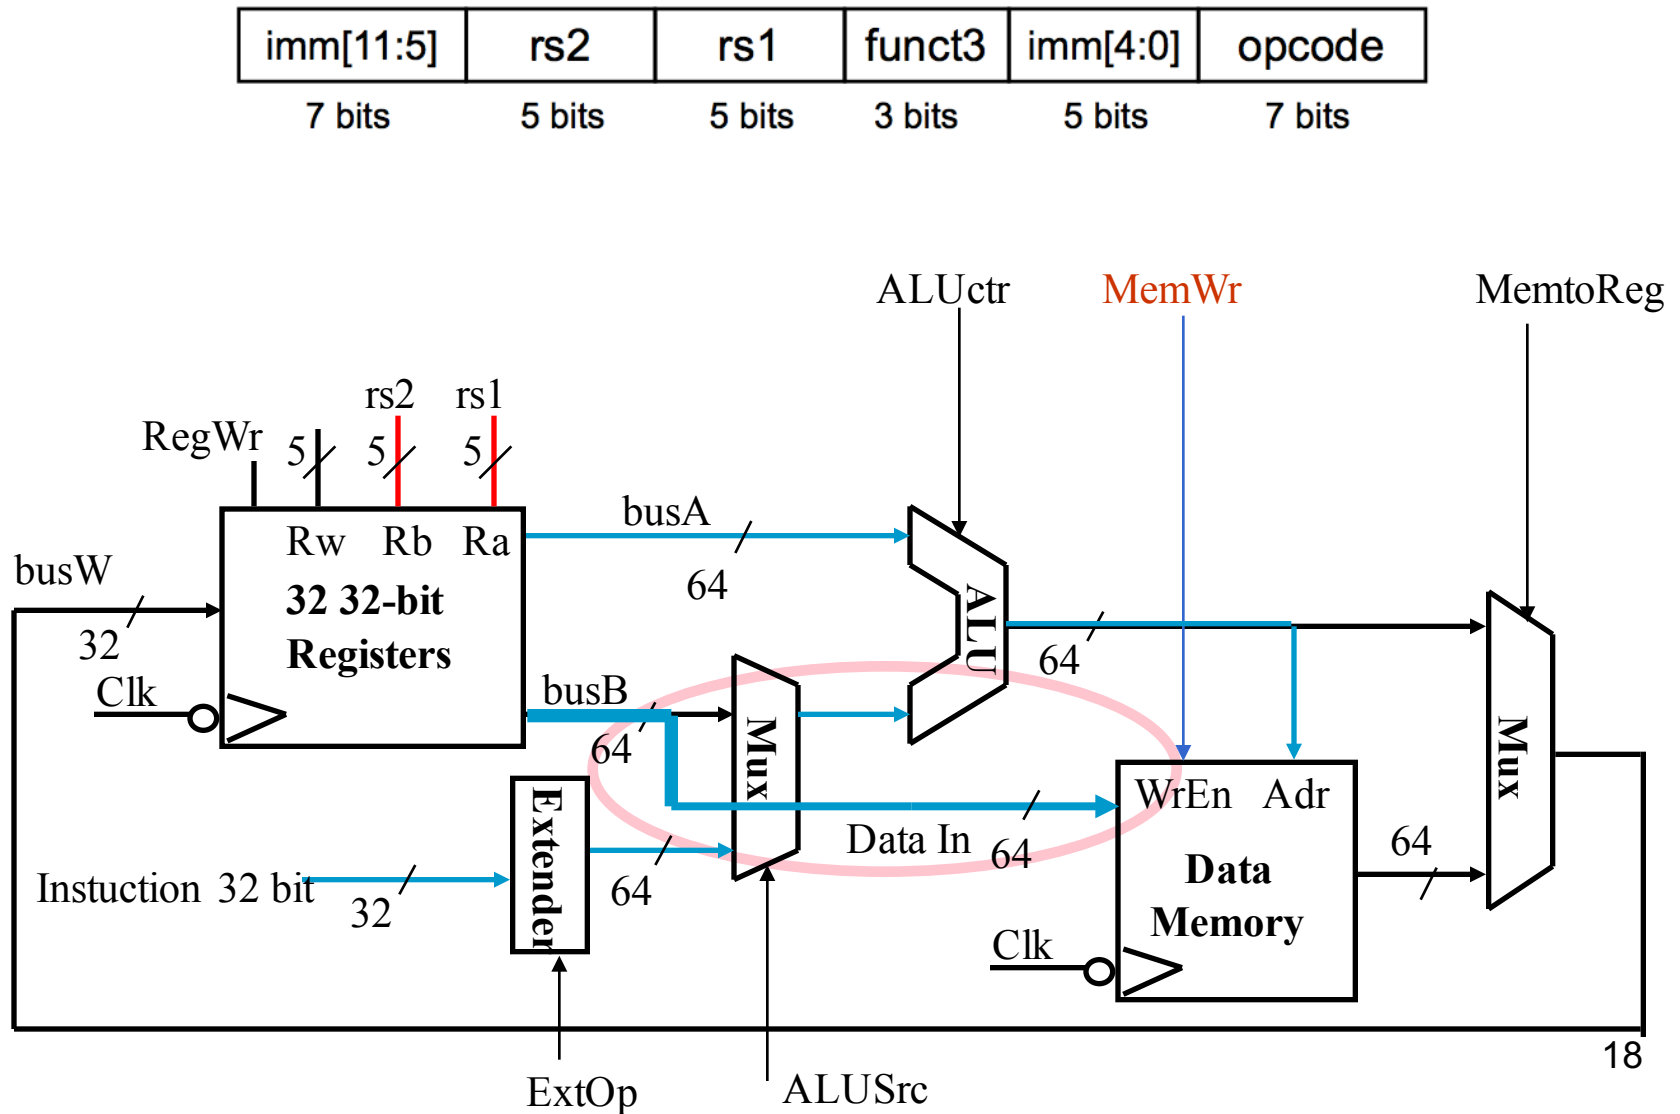 imm[11:5] rs2 rs1 funct3 imm[4:0] opcode
7 bits 5 bits 5 bits 3 bits 5 bits 7 bits
ALUctr MemWr MemtoReg
rs2 rs1
RegWr 5 5 5
busA
Rw Rb Ra
busW
64
32 32-bit
Registers
32
ALU
64
Clk
busB
64
Mux
Mux
WrEn Adr
Data In 64
64
Extender
Instuction 32 bit
32
64
Data
Memory
Clk
18
ExtOp ALUSrc